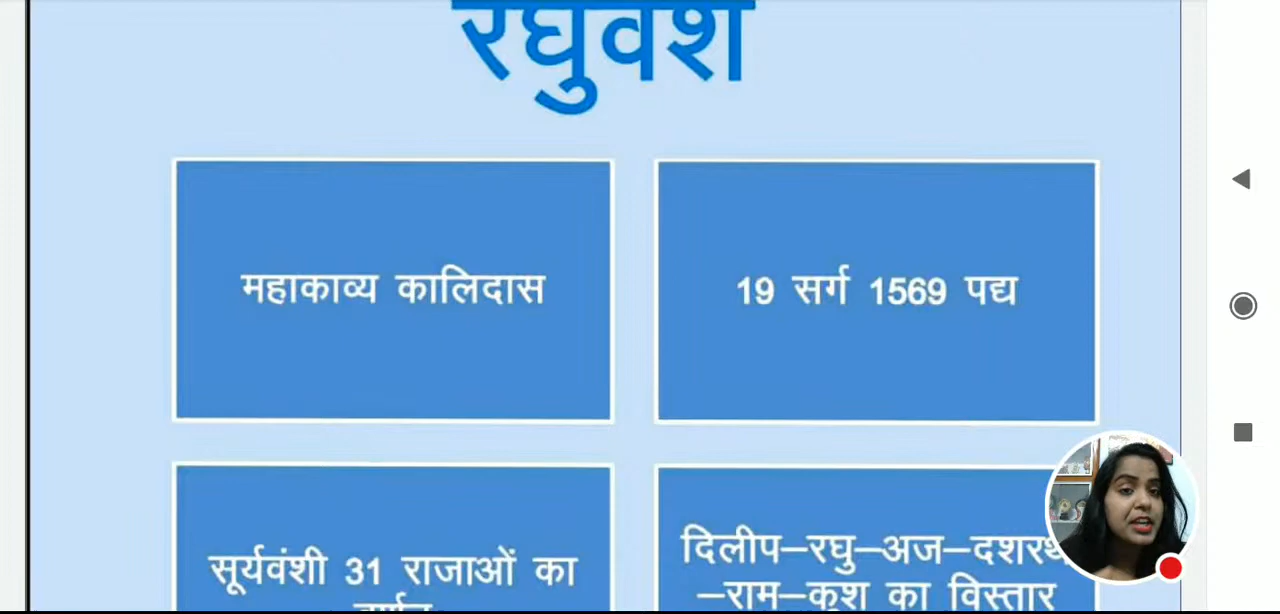 रघुवंश
महाकाव्य कालिदास
19 सर्ग 1569 पद्य
सूर्यवंशी 31 राजाओं का
दिलीप–रघु–अज–दशरथ
–राम–कुश का विस्तार